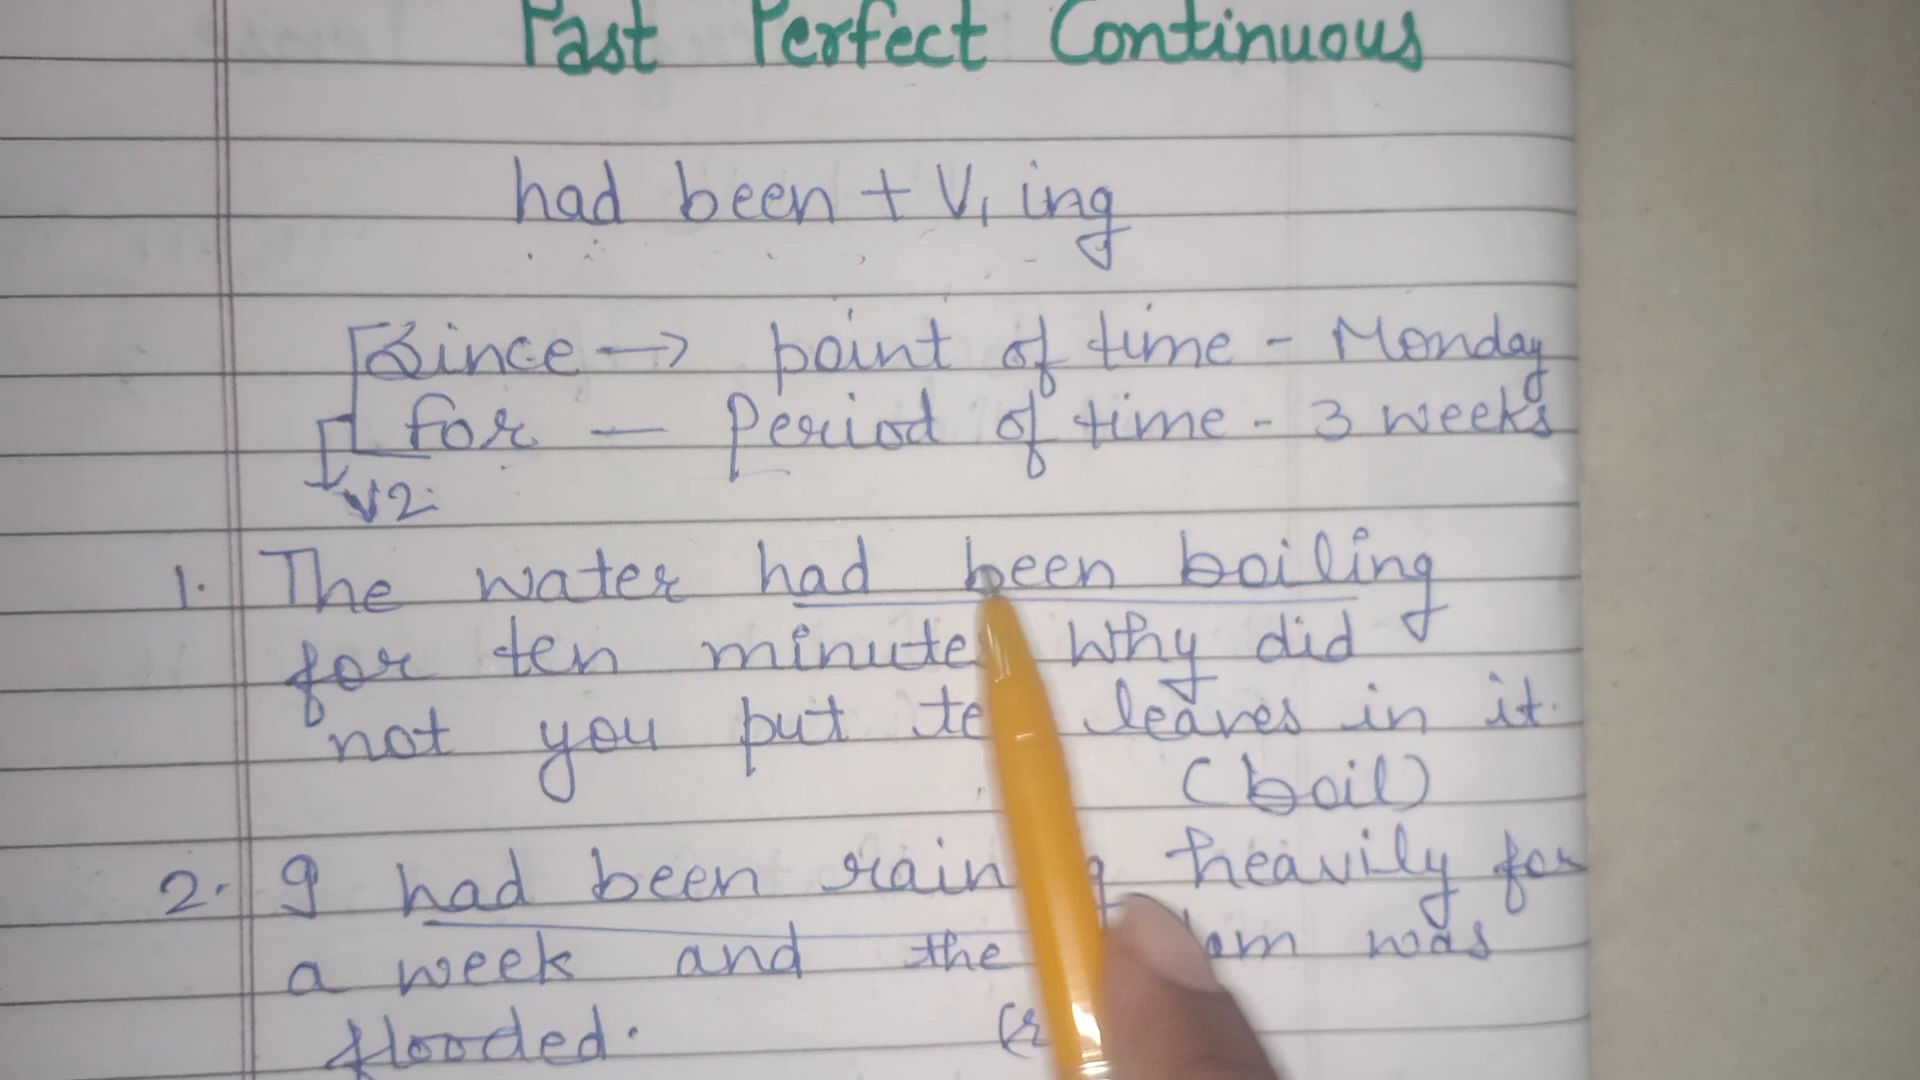 Past Perfect Continuous
had been + V1 ing
Since → point of time - Monday
for — Period of time - 3 weeks
V2
1. The water had been boiling
for ten minute why did
not you put leaves in it.
(boil)
2. I had been heavily for
a week and the was
flooded.